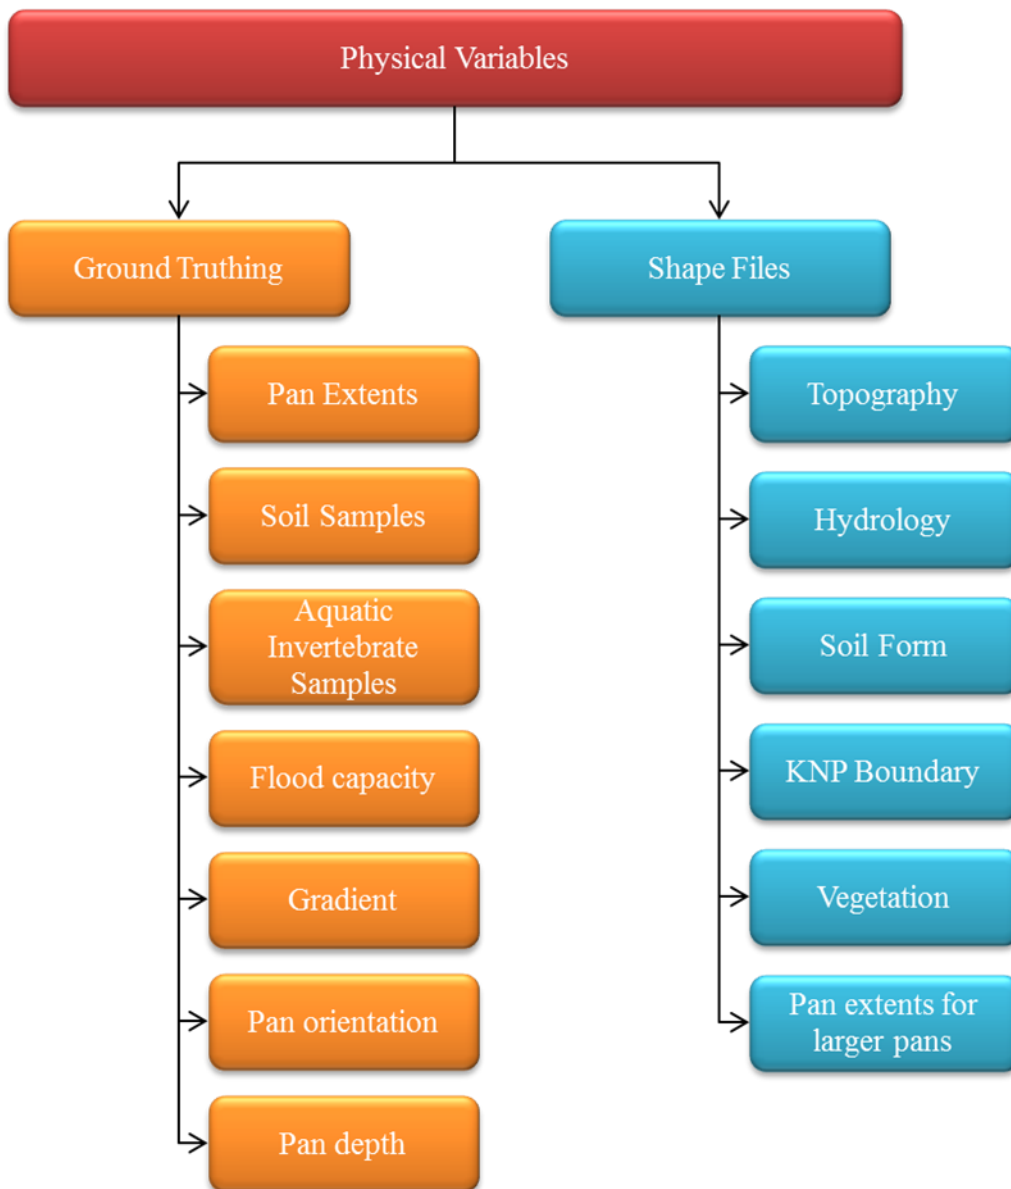 Physical Variables
Ground Truthing
Pan Extents
Soil Samples
Aquatic
Invertebrate
Samples
Flood capacity
Gradient
Pan orientation
Pan depth
Shape Files
Topography
Hydrology
Soil Form
KNP Boundary
Vegetation
Pan extents for
larger pans